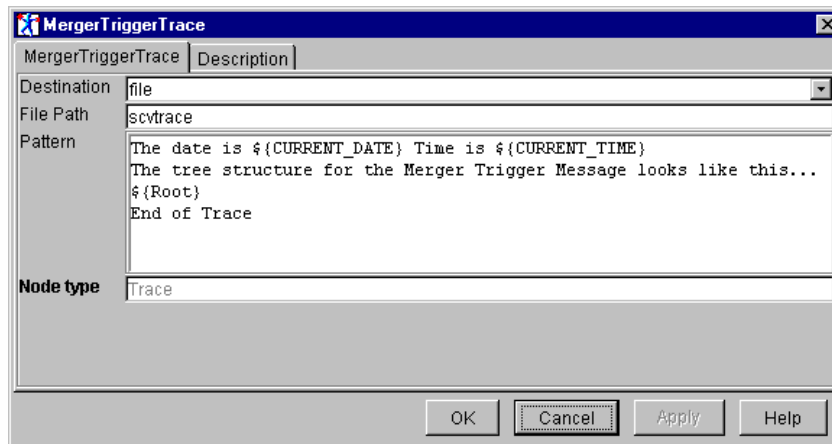 MergerTriggerTrace
MergerTriggerTrace Description
Destination file
File Path scvtrace
Pattern
The date is ${CURRENT_DATE} Time is ${CURRENT_TIME}
The tree structure for the Merger Trigger Message looks like this...
${Root}
End of Trace
Node type Trace
OK Cancel Apply Help